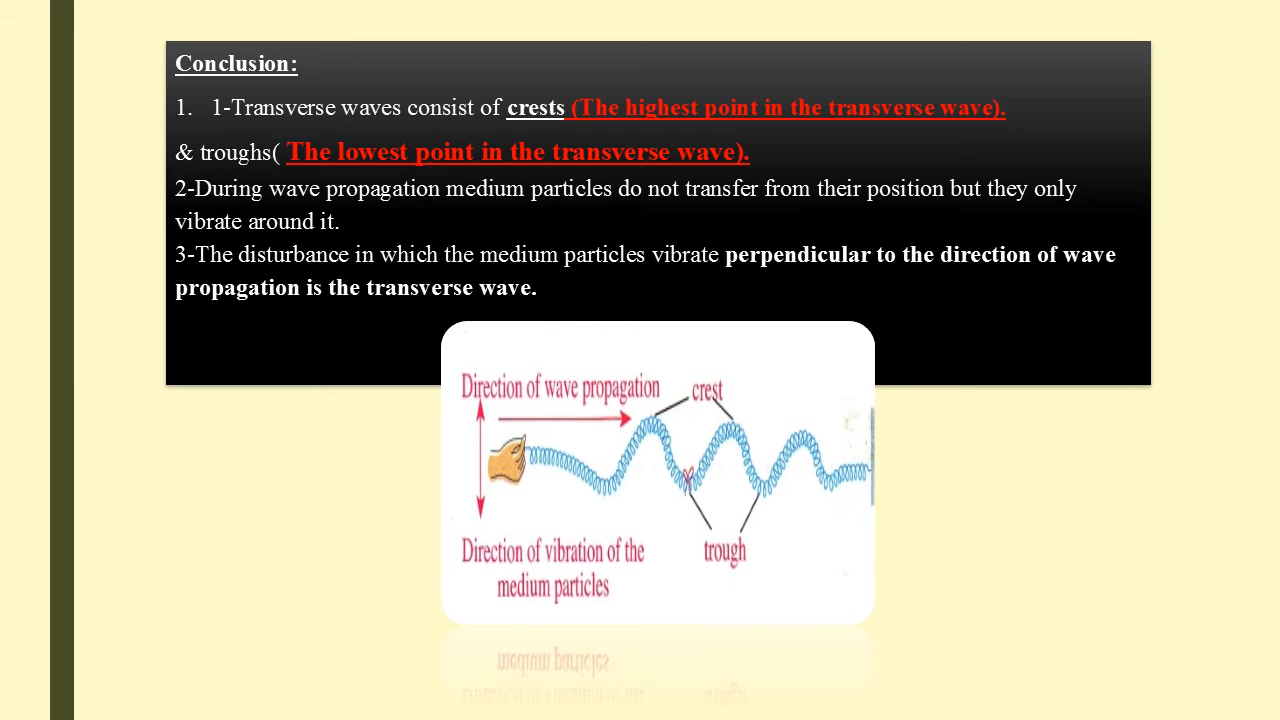 Conclusion:
1. 1-Transverse waves consist of crests (The highest point in the transverse wave).
& troughs( The lowest point in the transverse wave).
2-During wave propagation medium particles do not transfer from their position but they only
vibrate around it.
3-The disturbance in which the medium particles vibrate perpendicular to the direction of wave
propagation is the transverse wave.
Direction of wave propagation
crest
trough
Direction of vibration of the
medium particles